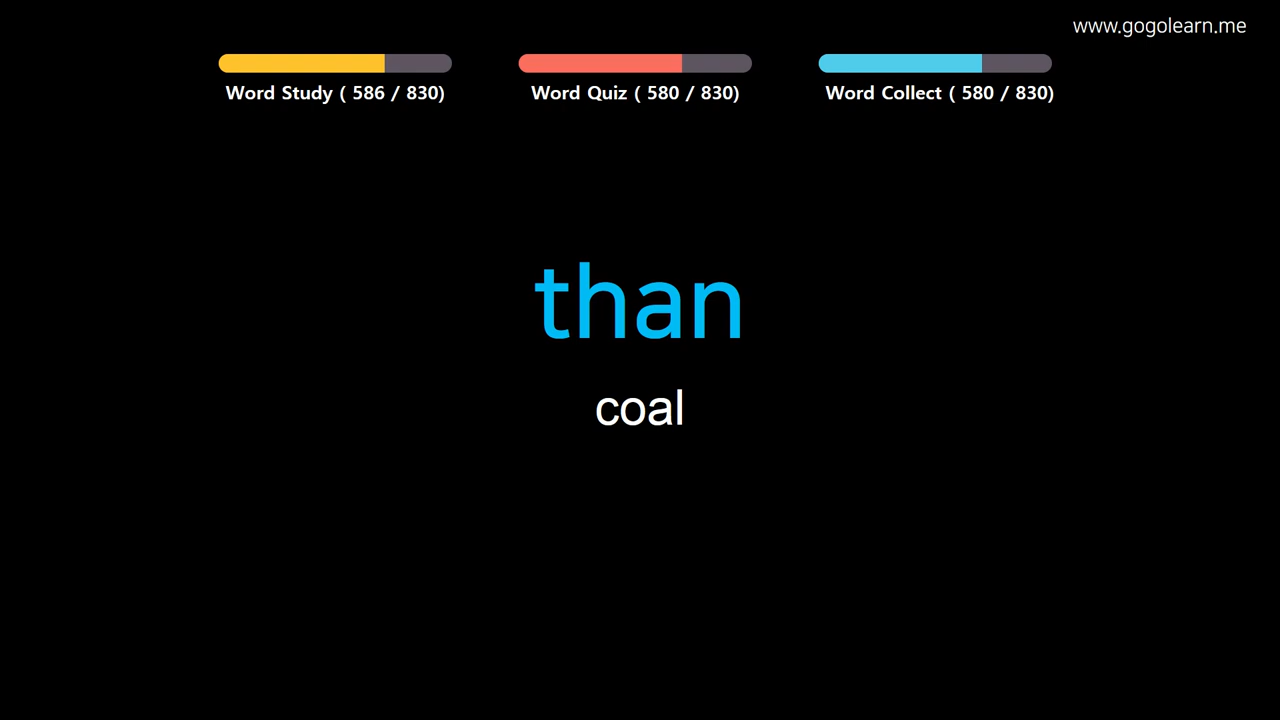 www.gogolearn.me
Word Study ( 586 / 830)
Word Quiz ( 580 / 830)
Word Collect ( 580 / 830)
than
coal